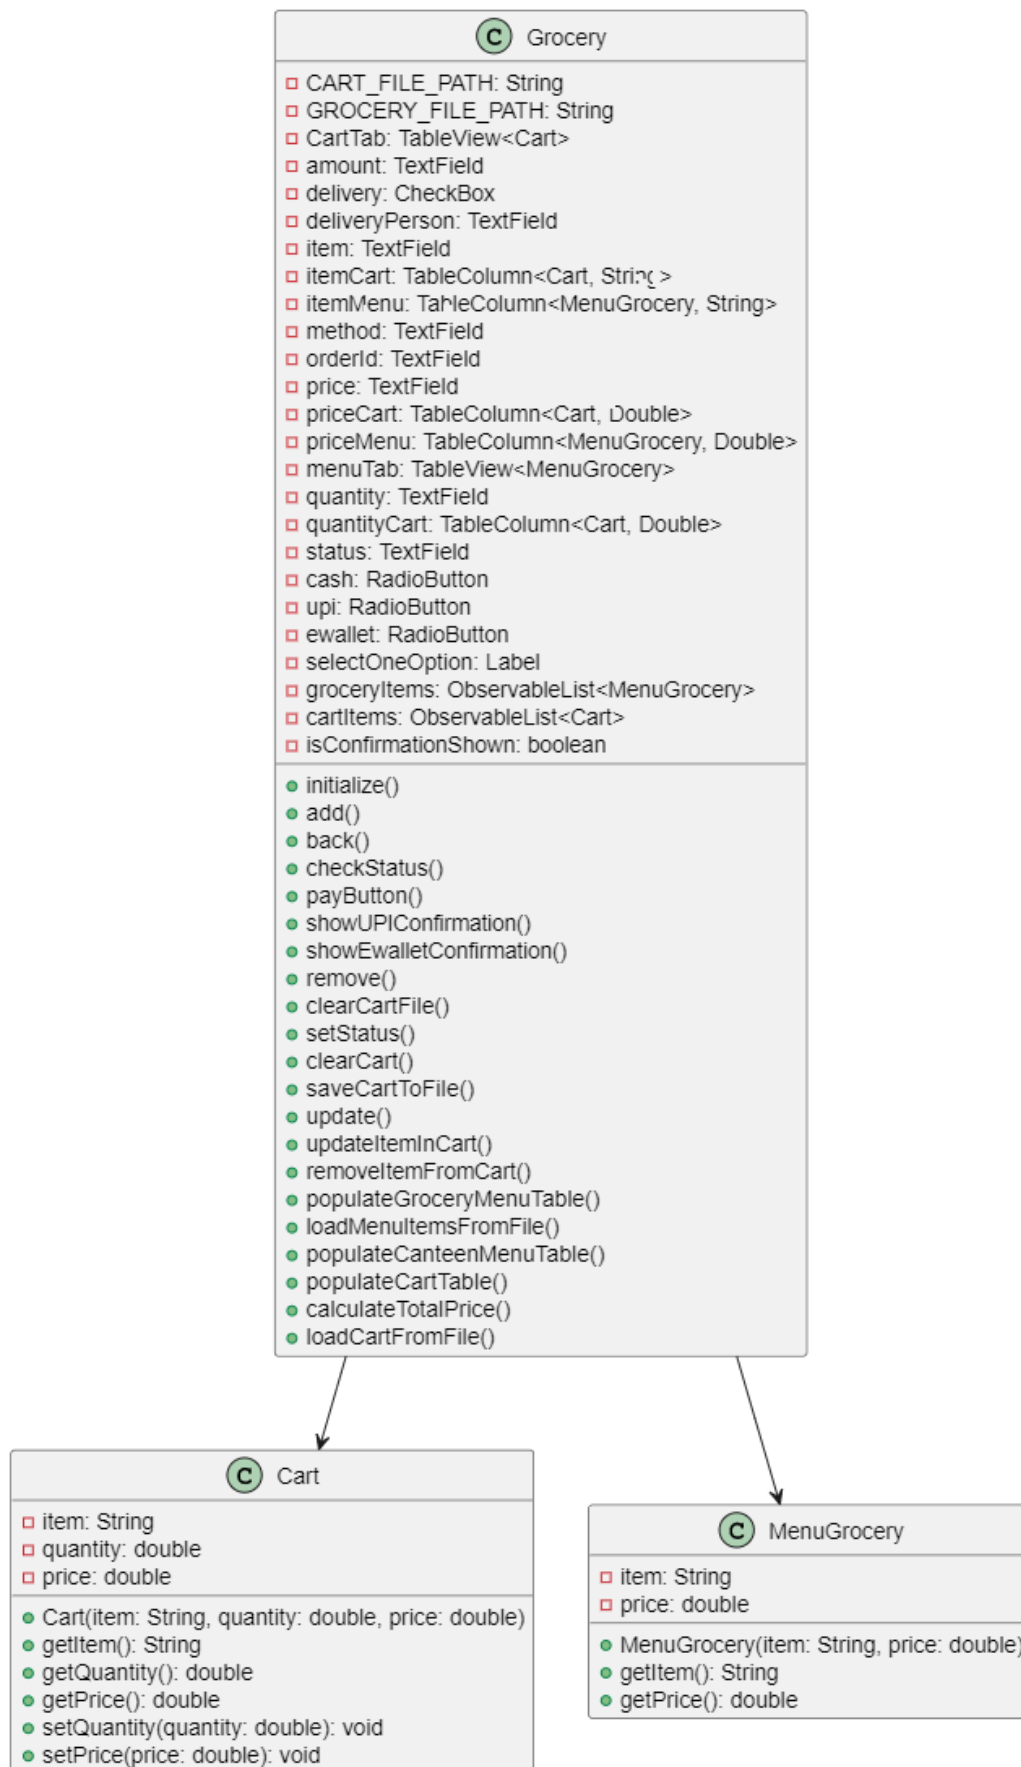 C Grocery
CART_FILE_PATH: String
GROCERY_FILE_PATH: String
CartTab: TableView<Cart>
amount: TextField
delivery: CheckBox
deliveryPerson: TextField
item: TextField
itemCart: TableColumn<Cart, String>
itemMenu: TableColumn<MenuGrocery, String>
method: TextField
orderId: TextField
price: TextField
priceCart: TableColumn<Cart, Double>
priceMenu: TableColumn<MenuGrocery, Double>
menuTab: TableView<MenuGrocery>
quantity: TextField
quantityCart: TableColumn<Cart, Double>
status: TextField
cash: RadioButton
upi: RadioButton
ewallet: RadioButton
selectOneOption: Label
groceryItems: ObservableList<MenuGrocery>
cartItems: ObservableList<Cart>
isConfirmationShown: boolean
initialize()
add()
back()
checkStatus()
payButton()
showUPIConfirmation()
showEwalletConfirmation()
remove()
clearCartFile()
setStatus()
clearCart()
saveCartToFile()
update()
updateItemInCart()
removeItemFromCart()
populateGroceryMenuTable()
loadMenuItemsFromFile()
populateCanteenMenuTable()
populateCartTable()
calculateTotalPrice()
loadCartFromFile()
C Cart
item: String
quantity: double
price: double
Cart(item: String, quantity: double, price: double)
getItem(): String
getQuantity(): double
getPrice(): double
setQuantity(quantity: double): void
setPrice(price: double): void
C MenuGrocery
item: String
price: double
MenuGrocery(item: String, price: double)
getItem(): String
getPrice(): double